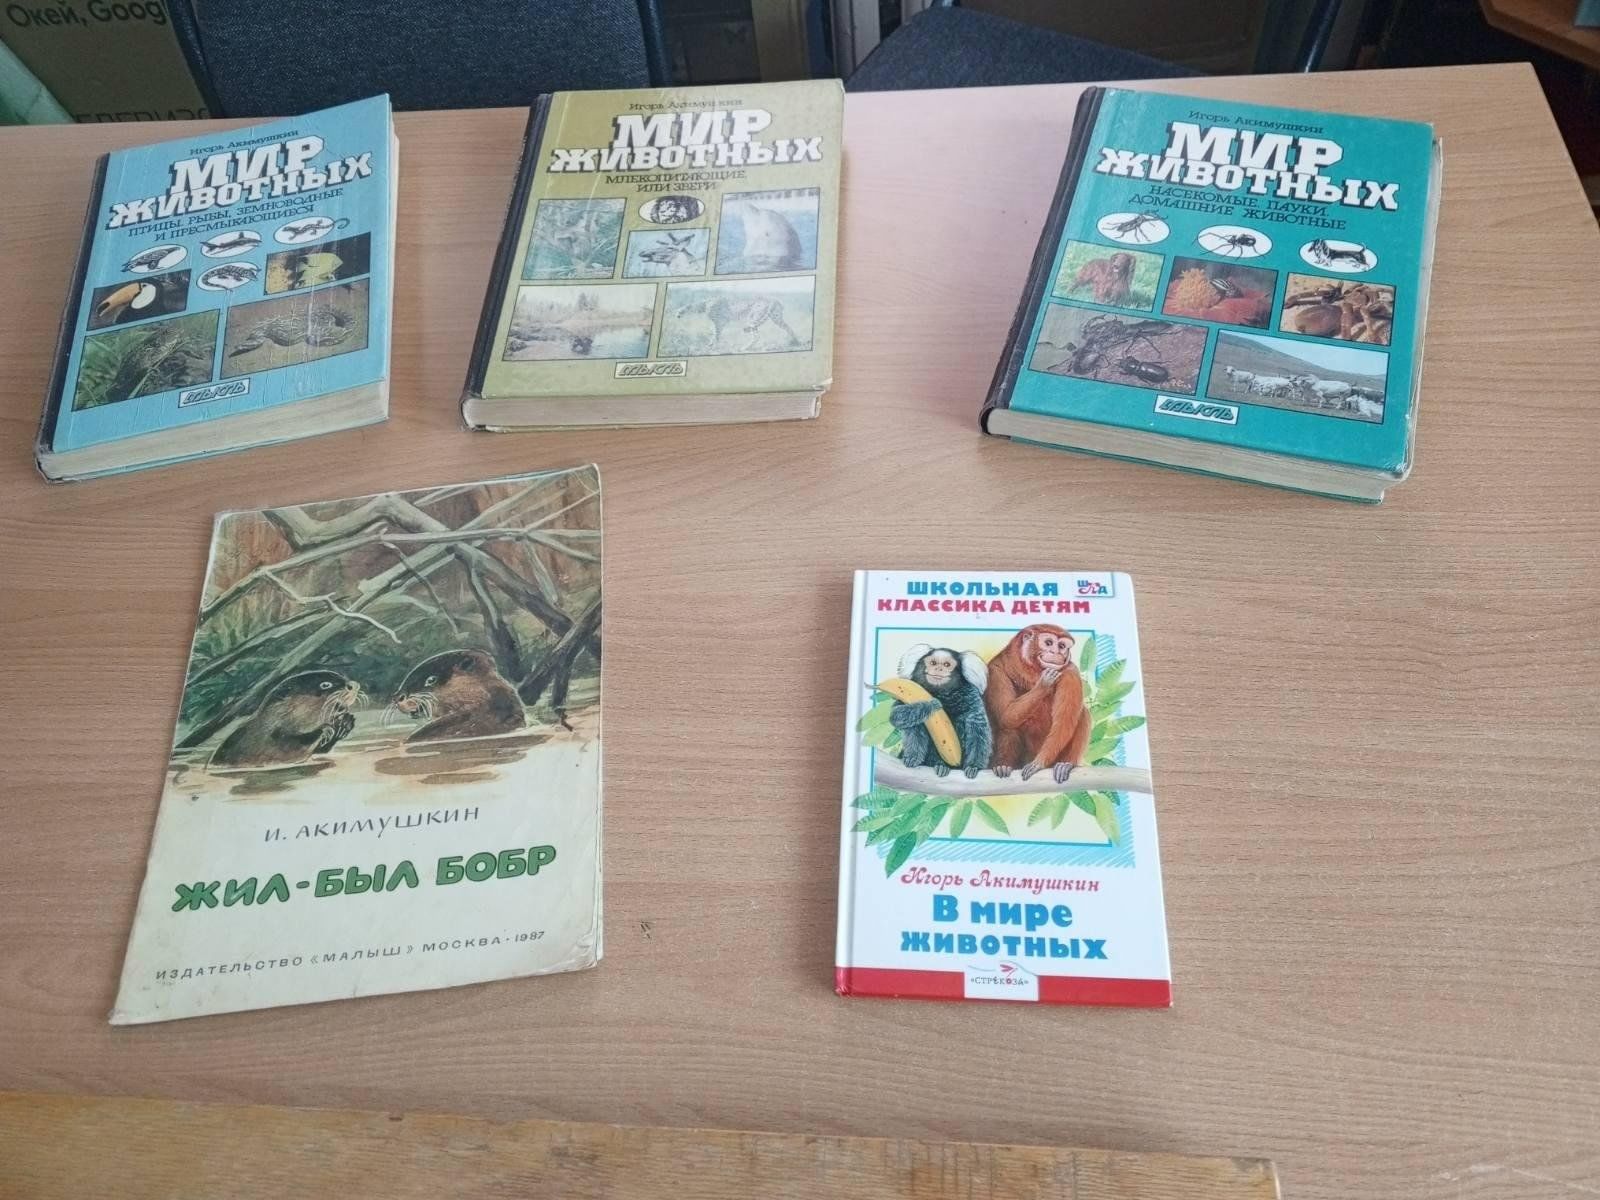 Окей, Goog
Игорь Акимушкин
МИР
ЖИВОТНЫХ
ПТИЦЫ, РЫБЫ, ЗЕМНОВОДНЫЕ
И ПРЕСМЫКАЮЩИЕСЯ
МЫСЛЬ
Игорь Акимушкин
МИР
ЖИВОТНЫХ
МЛЕКОПИТАЮЩИЕ,
ИЛИ ЗВЕРИ
МЫСЛЬ
Игорь Акимушкин
МИР
ЖИВОТНЫХ
НАСЕКОМЫЕ. ПАУКИ.
ДОМАШНИЕ ЖИВОТНЫЕ
МЫСЛЬ
И. АКИМУШКИН
ЖИЛ-БЫЛ БОБР
ИЗДАТЕЛЬСТВО «МАЛЫШ» МОСКВА · 1987
ШКОЛЬНАЯ
КЛАССИКА ДЕТЯМ
Игорь Акимушкин
В мире
животных
«СТРЕКОЗА»